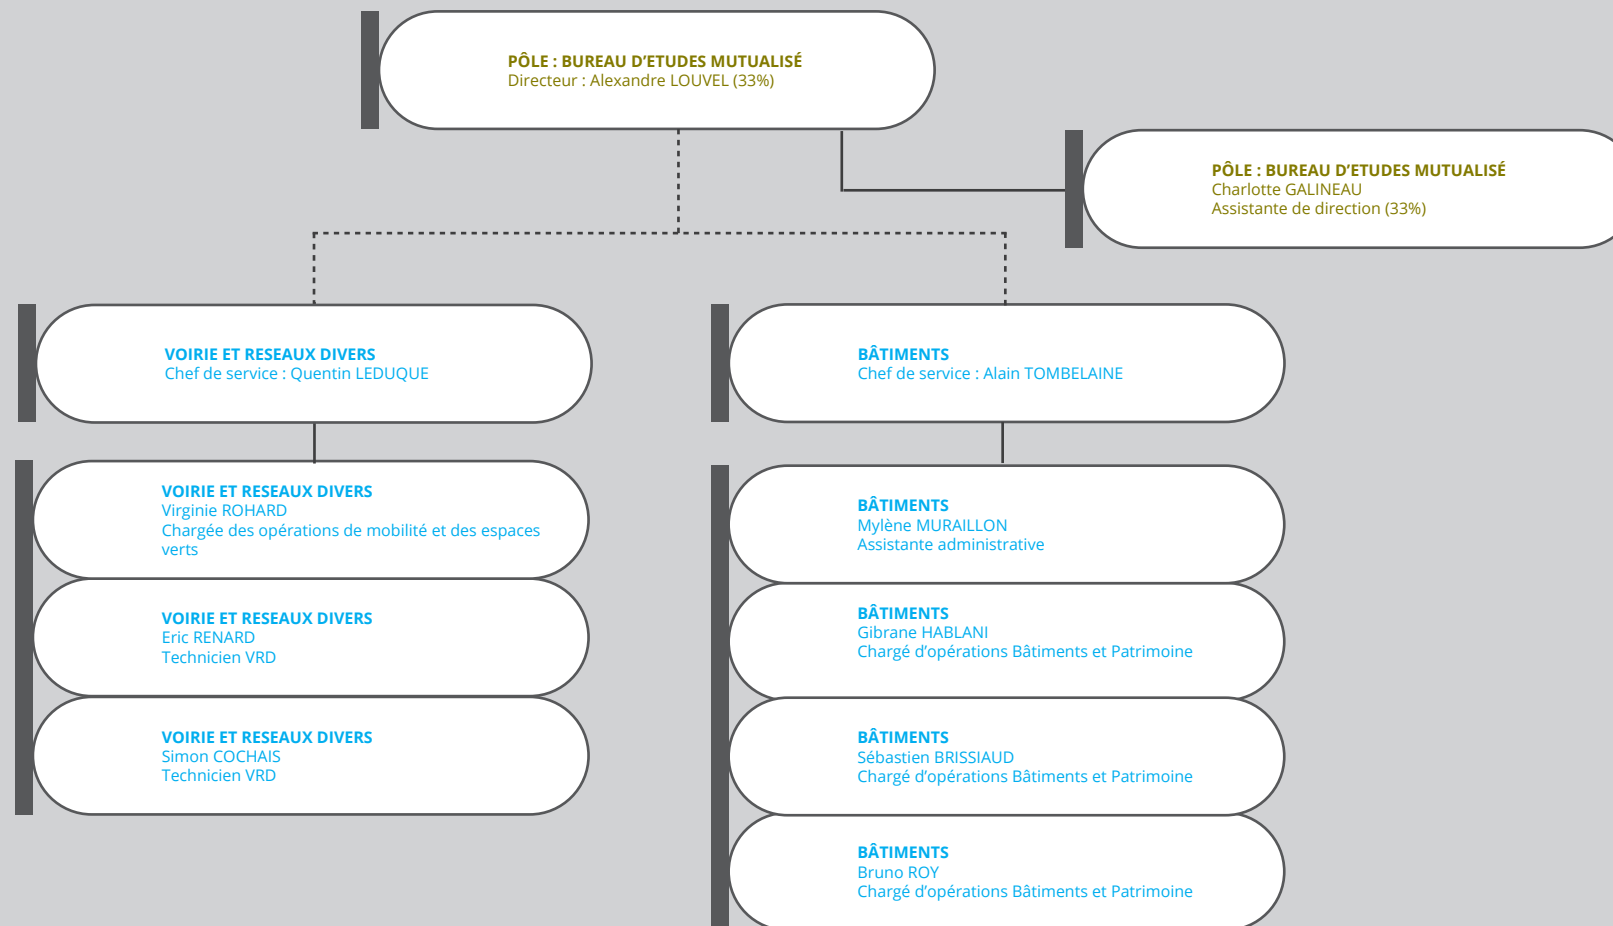 PÔLE : BUREAU D’ETUDES MUTUALISÉ
Directeur : Alexandre LOUVEL (33%)
PÔLE : BUREAU D’ETUDES MUTUALISÉ
Charlotte GALINEAU
Assistante de direction (33%)
VOIRIE ET RESEAUX DIVERS
Chef de service : Quentin LEDUQUE
BÂTIMENTS
Chef de service : Alain TOMBELAINE
VOIRIE ET RESEAUX DIVERS
Virginie ROHARD
Chargée des opérations de mobilité et des espaces
verts
VOIRIE ET RESEAUX DIVERS
Eric RENARD
Technicien VRD
VOIRIE ET RESEAUX DIVERS
Simon COCHAIS
Technicien VRD
BÂTIMENTS
Mylène MURAILLON
Assistante administrative
BÂTIMENTS
Gibrane HABLANI
Chargé d’opérations Bâtiments et Patrimoine
BÂTIMENTS
Sébastien BRISSIAUD
Chargé d’opérations Bâtiments et Patrimoine
BÂTIMENTS
Bruno ROY
Chargé d’opérations Bâtiments et Patrimoine